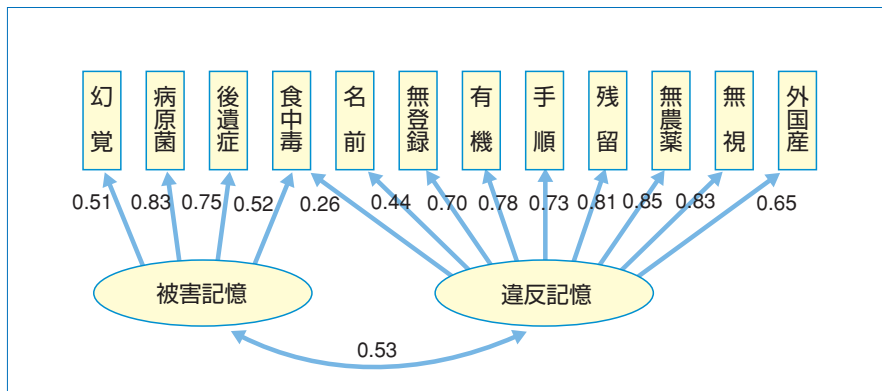 幻覚
病原菌
後遺症
食中毒
名前
無登録
有機
手順
残留
無農薬
無視
外国産
0.51
0.83
0.75
0.52
0.26
0.44
0.70
0.78
0.73
0.81
0.85
0.83
0.65
被害記憶
違反記憶
0.53